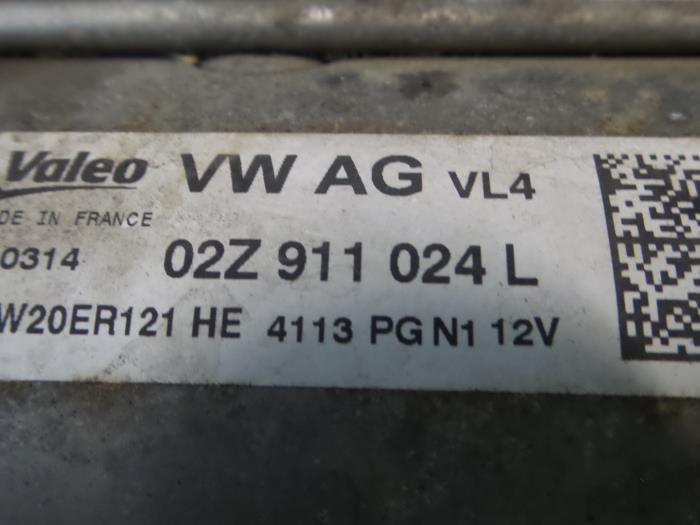 Valeo VW AG VL4
DE IN FRANCE
0314 02Z 911 024 L
W20ER121 HE 4113 PG N1 12V